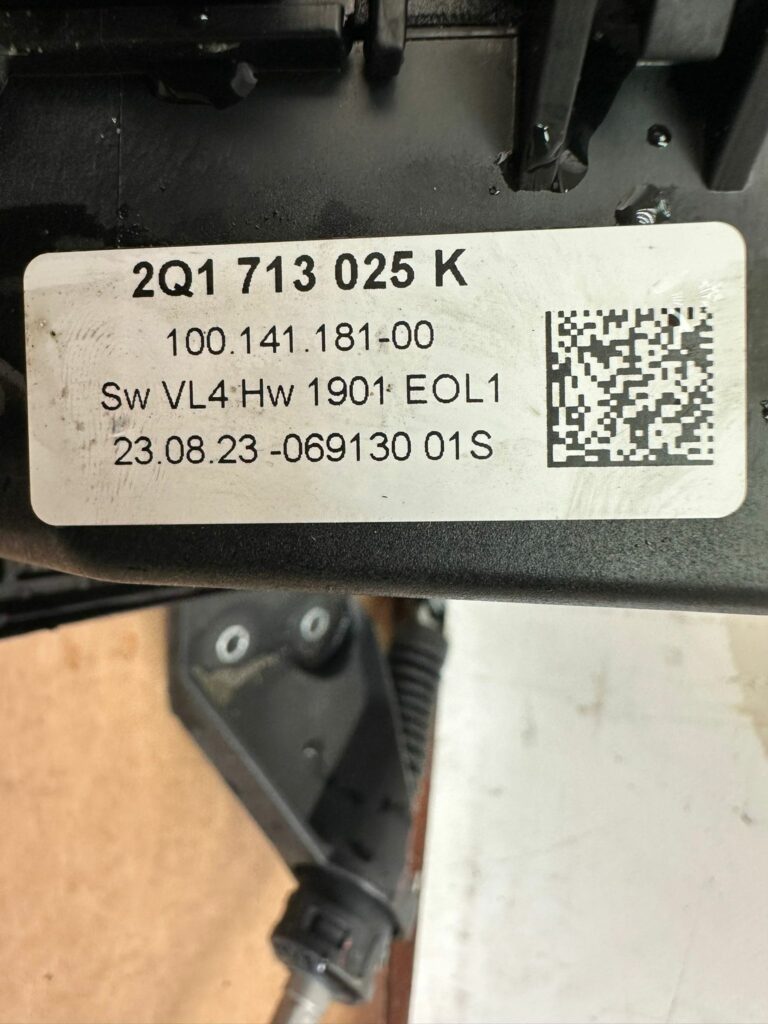 2Q1 713 025 K
100.141.181-00
Sw VL4 Hw 1901 EOL1
23.08.23 -069130 01S